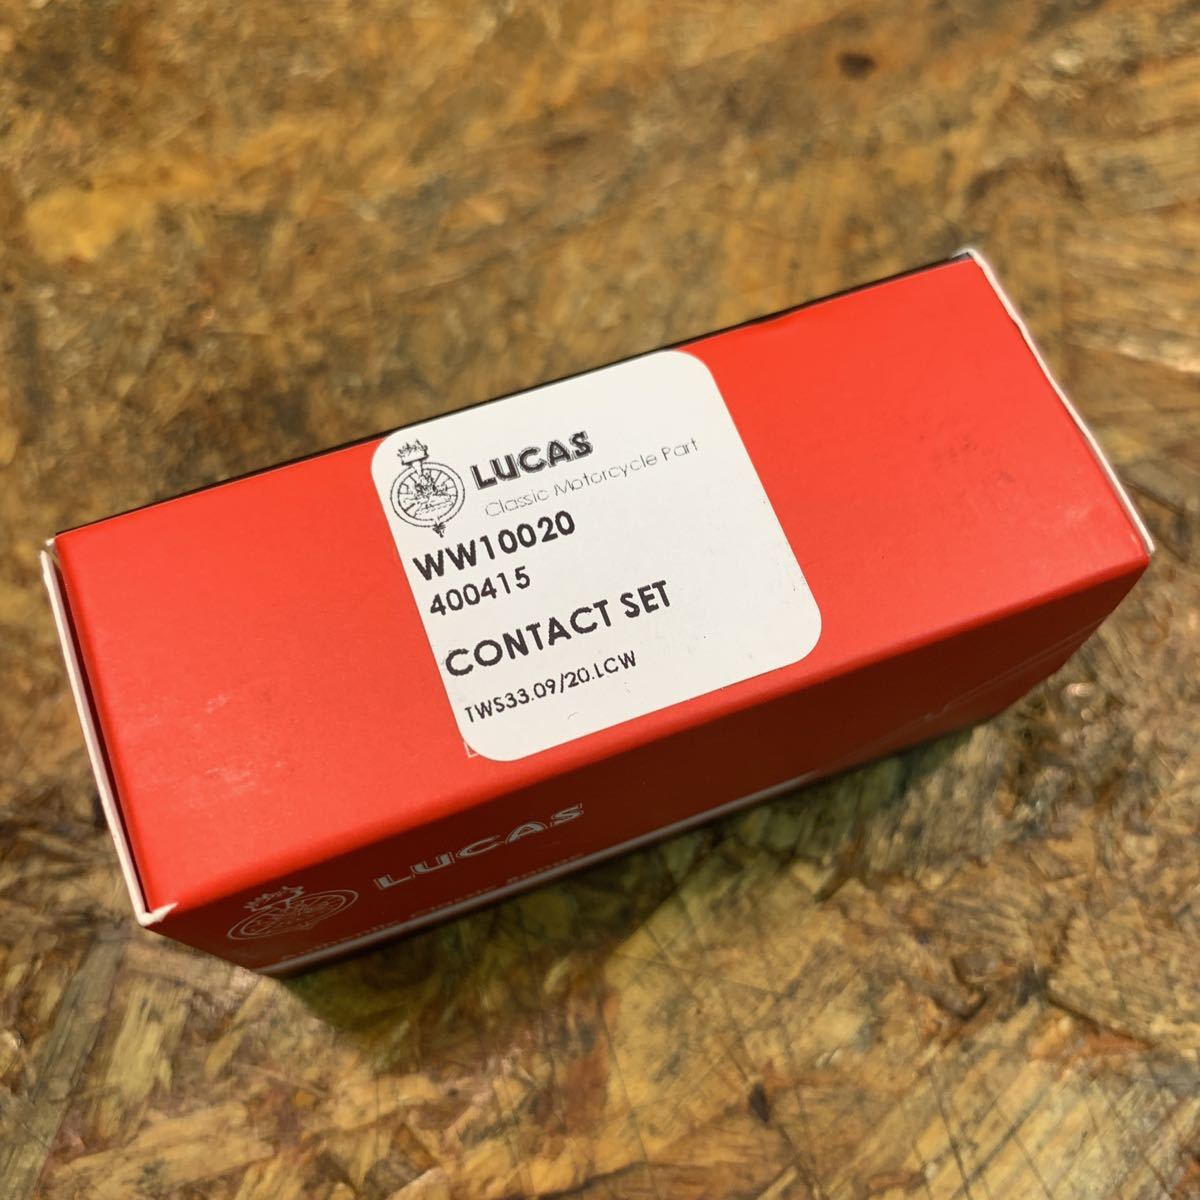 LUCAS
Classic Motorcycle Part
WW10020
400415
CONTACT SET
TWS33.09/20.LCW
LUCAS